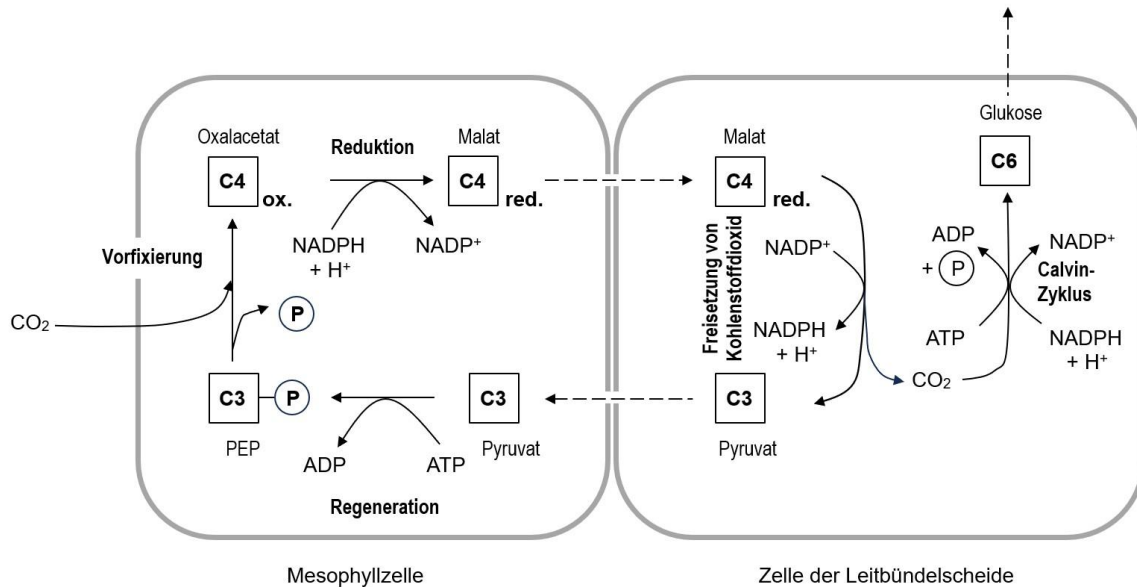 Oxalacetat
C4
ox.
Reduktion
Malat
C4
red.
NADPH
+ H⁺
NADP⁺
Vorfixierung
CO₂
P
C3
P
PEP
ADP
ATP
C3
Pyruvat
Regeneration
Mesophyllzelle
Malat
C4
red.
Freisetzung von
Kohlenstoffdioxid
NADP⁺
NADPH
+ H⁺
C3
Pyruvat
CO₂
Glukose
C6
ADP
+ P
ATP
NADP⁺
Calvin-
Zyklus
NADPH
+ H⁺
Zelle der Leitbündelscheide